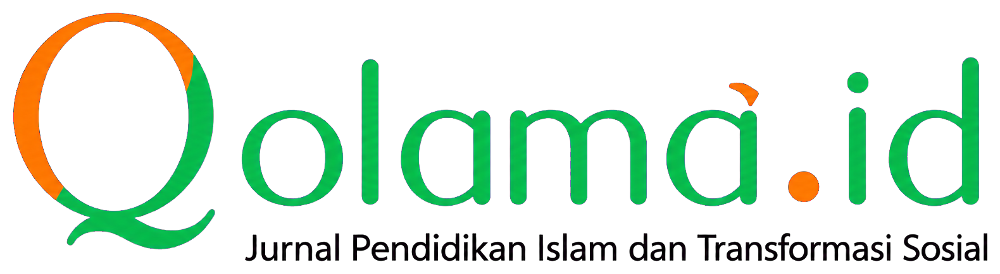 Qolamà.id
Jurnal Pendidikan Islam dan Transformasi Sosial